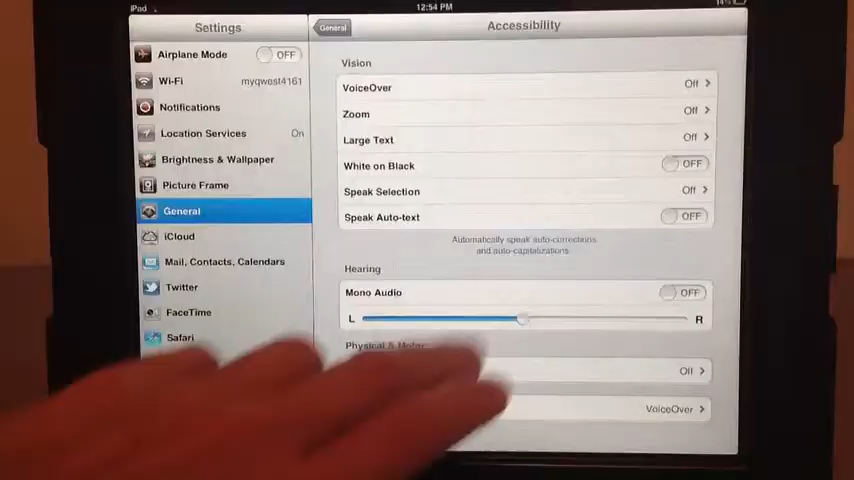 iPad
12:54 PM
14%
Settings
General
Accessibility
Airplane Mode OFF
Wi-Fi myqwest4161
Notifications
Location Services On
Brightness & Wallpaper
Picture Frame
General
iCloud
Mail, Contacts, Calendars
Twitter
FaceTime
Safari
Vision
VoiceOver Off
Zoom Off
Large Text Off
White on Black OFF
Speak Selection Off
Speak Auto-text OFF
Automatically speak auto-corrections
and auto-capitalizations
Hearing
Mono Audio OFF
L R
Physical & Motor
Off
VoiceOver